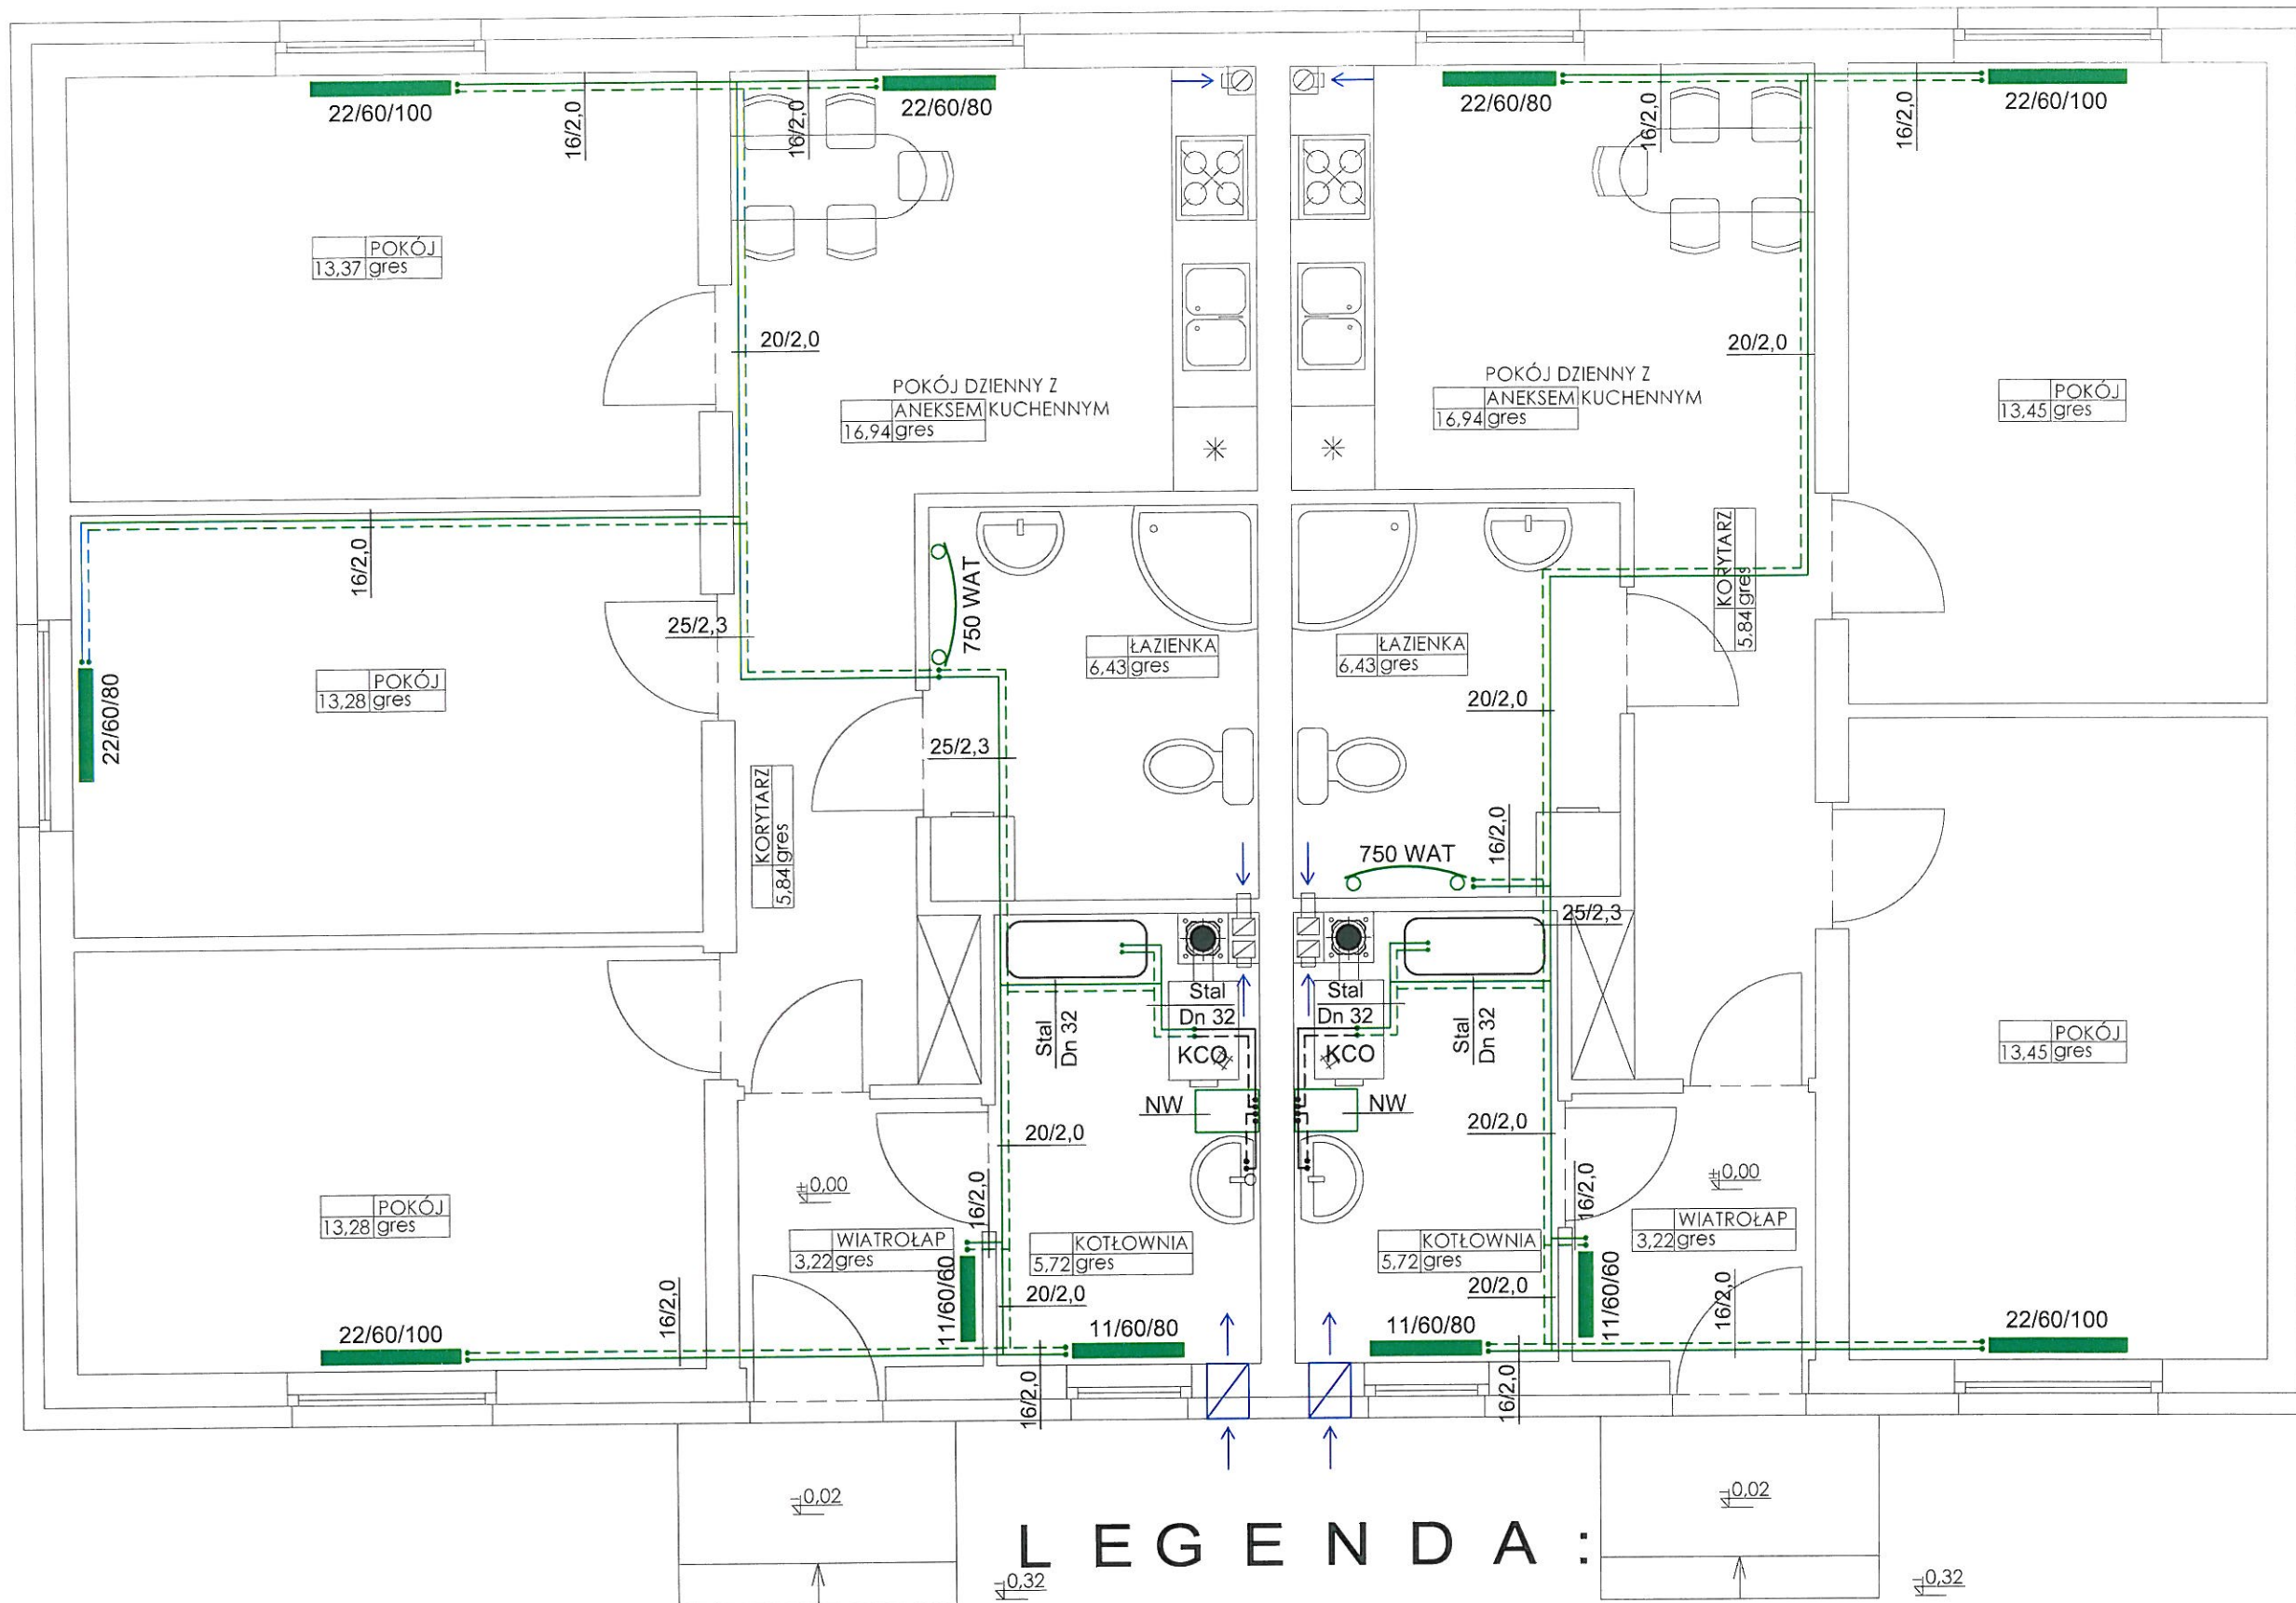 22/60/100
22/60/80
22/60/80
22/60/100
16/2,0
16/2,0
16/2,0
16/2,0
POKÓJ
13,37 gres
20/2,0
20/2,0
POKÓJ DZIENNY Z
ANEKSEM KUCHENNYM
16,94 gres
POKÓJ DZIENNY Z
ANEKSEM KUCHENNYM
16,94 gres
POKÓJ
13,45 gres
16/2,0
25/2,3
750 WAT
ŁAZIENKA
6,43 gres
ŁAZIENKA
6,43 gres
KORYTARZ
5,84 gres
POKÓJ
13,28 gres
22/60/80
20/2,0
25/2,3
KORYTARZ
5,84 gres
750 WAT
16/2,0
25/2,3
Stal
Dn 32
Stal
Dn 32
Stal
Dn 32
Stal
Dn 32
KCO
KCO
POKÓJ
13,45 gres
NW
NW
20/2,0
20/2,0
±0,00
±0,00
16/2,0
16/2,0
POKÓJ
13,28 gres
WIATROŁAP
3,22 gres
KOTŁOWNIA
5,72 gres
KOTŁOWNIA
5,72 gres
WIATROŁAP
3,22 gres
20/2,0
20/2,0
11/60/60
11/60/60
16/2,0
16/2,0
22/60/100
11/60/80
11/60/80
22/60/100
16/2,0
16/2,0
-0,02
-0,02
LEGENDA:
-0,32
-0,32